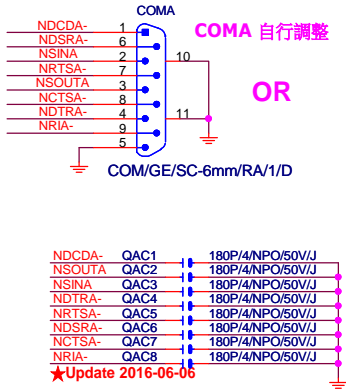 COMA
NDCDA- 1
COMA 自行調整
NDSRA- 6
NSINA 2 10
NRTSA- 7
NSOUTA 3
OR
NCTSA- 8
NDTRA- 4 11
NRIA- 9
5
COM/GE/SC-6mm/RA/1/D
NDCDA- QAC1 180P/4/NPO/50V/J
NSOUTA QAC2 180P/4/NPO/50V/J
NSINA QAC3 180P/4/NPO/50V/J
NDTRA- QAC4 180P/4/NPO/50V/J
NRTSA- QAC5 180P/4/NPO/50V/J
NDSRA- QAC6 180P/4/NPO/50V/J
NCTSA- QAC7 180P/4/NPO/50V/J
NRIA- QAC8 180P/4/NPO/50V/J
★Update 2016-06-06